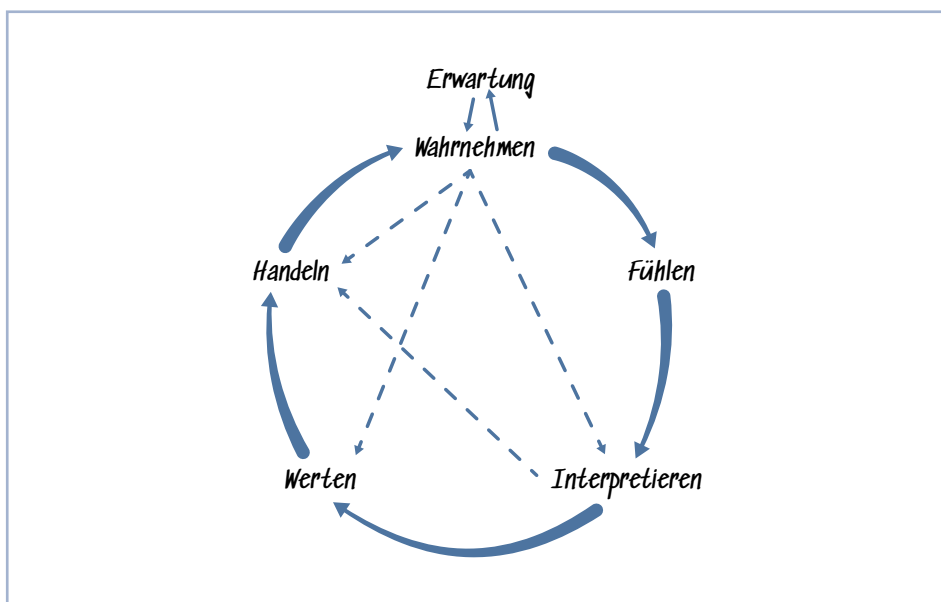 Erwartung
Wahrnehmen
Handeln
Fühlen
Werten
Interpretieren